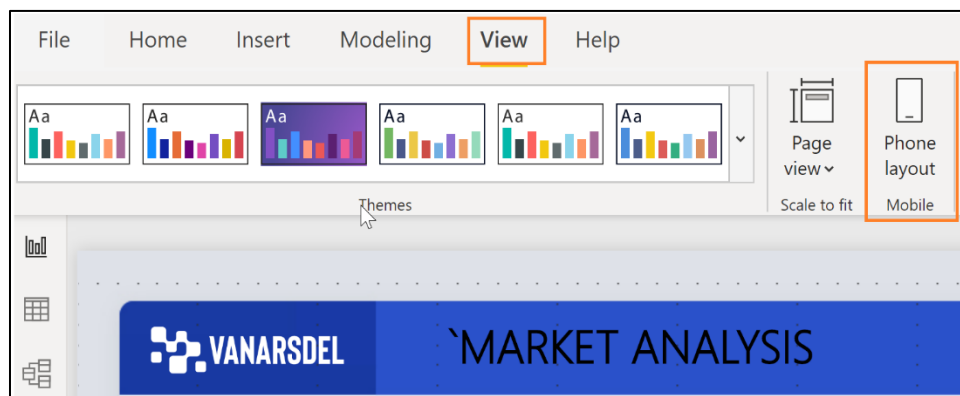 File Home Insert Modeling View Help
Aa Aa Aa Aa Aa Aa
Page view
Phone layout
Themes Scale to fit Mobile
VANARSDEL `MARKET ANALYSIS